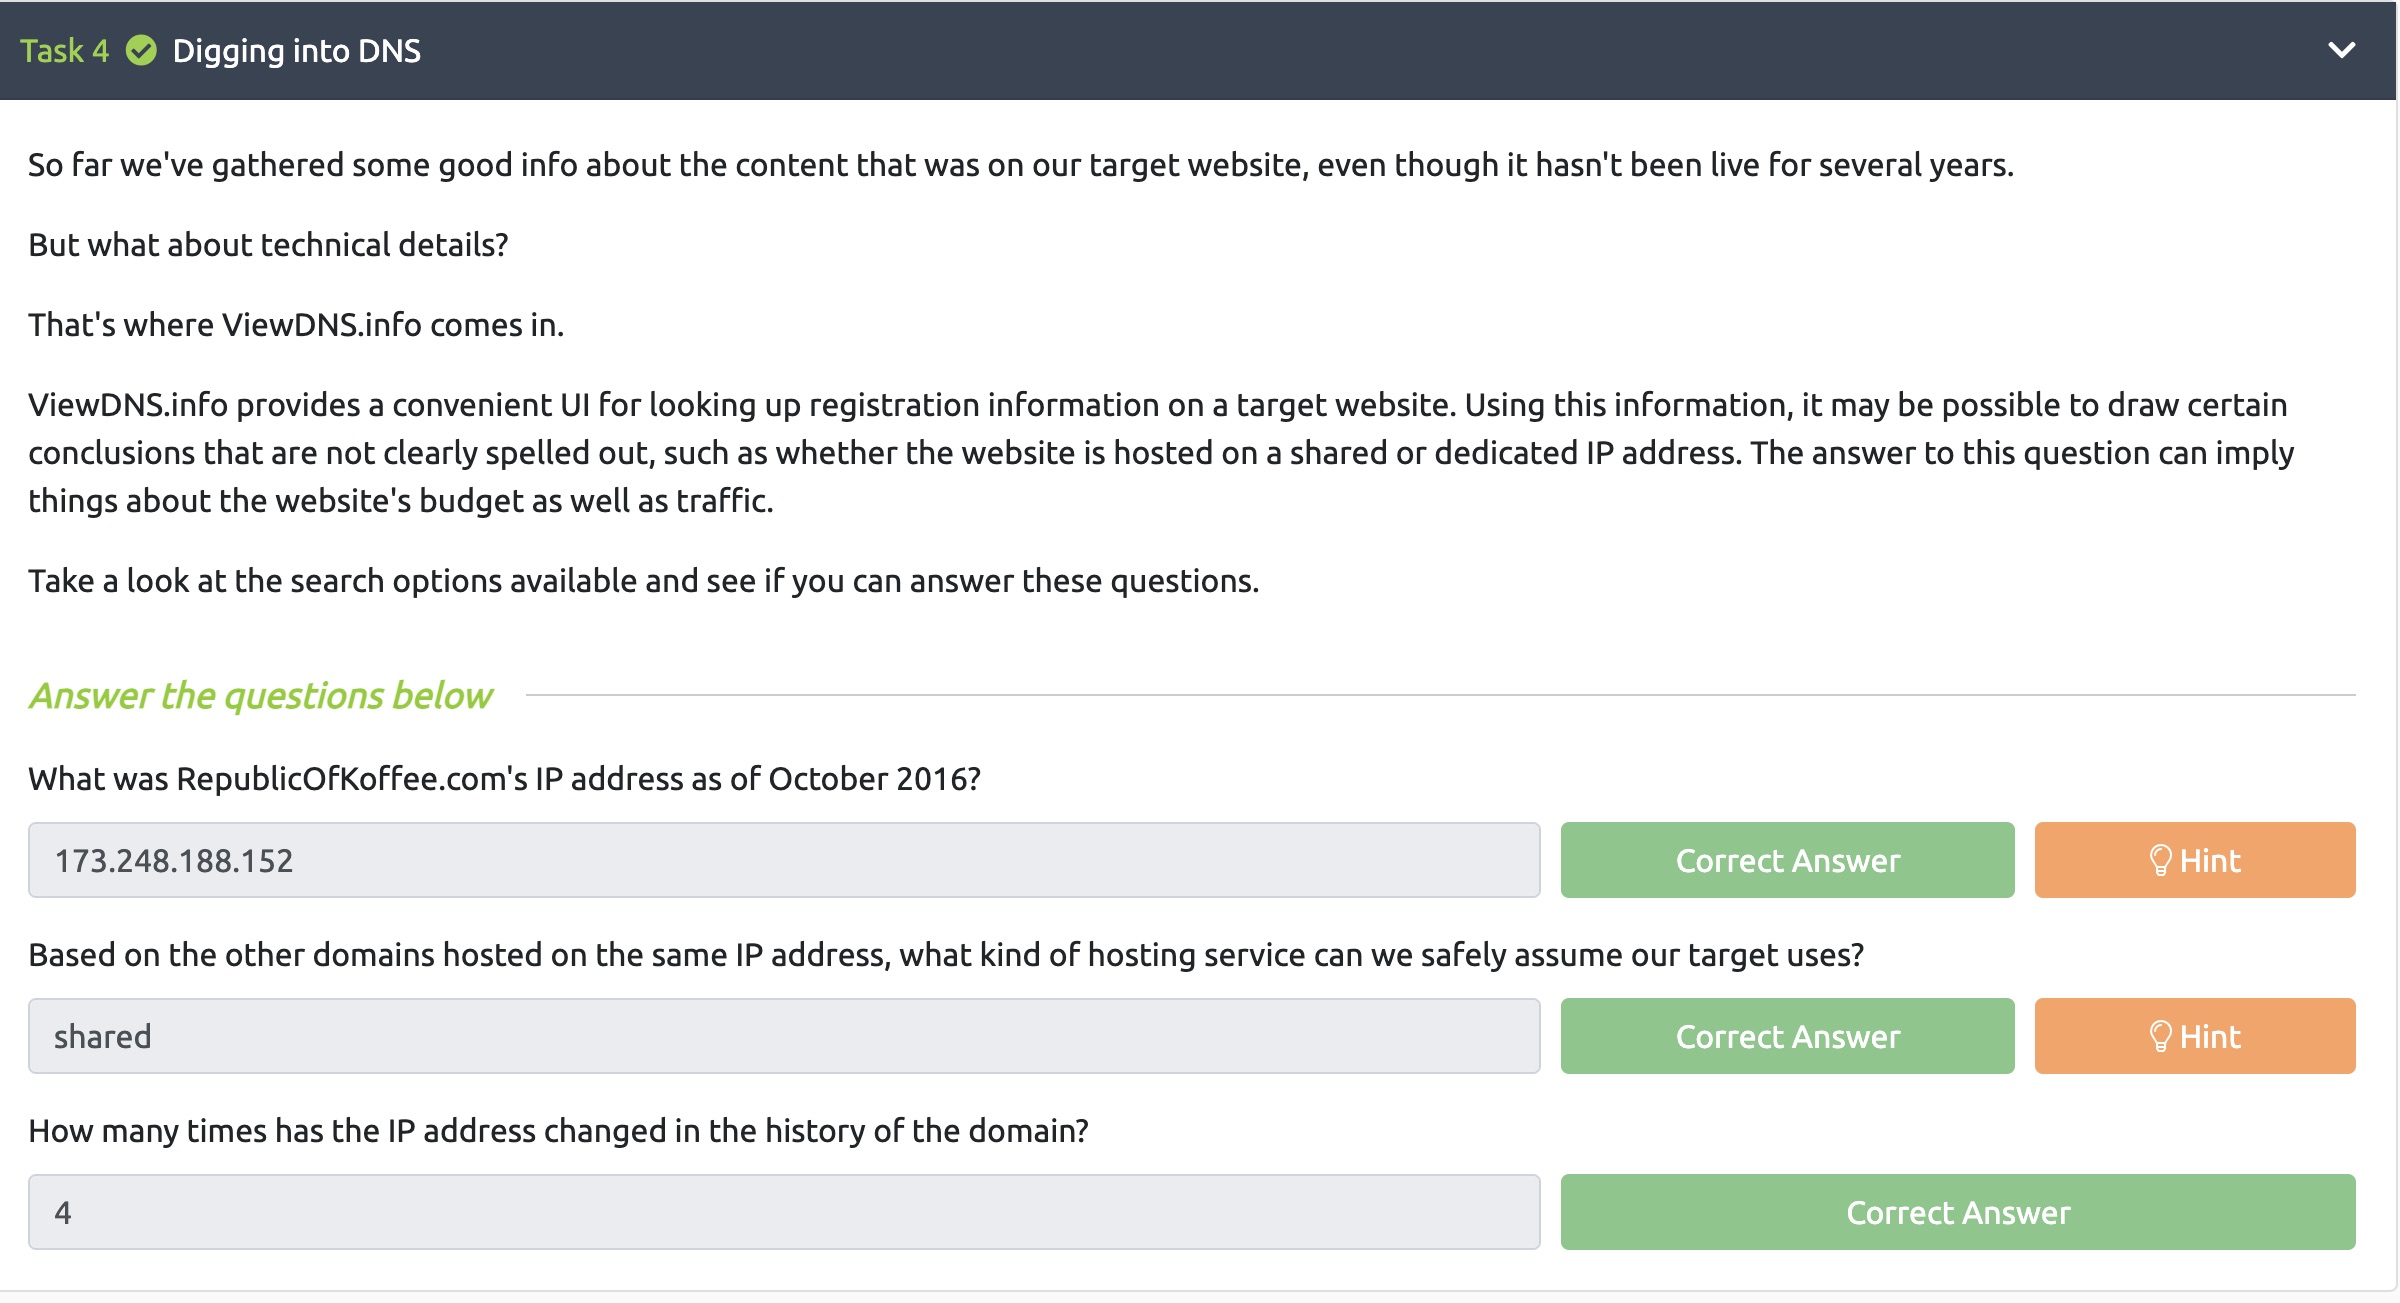 Task 4 Digging into DNS
So far we've gathered some good info about the content that was on our target website, even though it hasn't been live for several years.
But what about technical details?
That's where ViewDNS.info comes in.
ViewDNS.info provides a convenient UI for looking up registration information on a target website. Using this information, it may be possible to draw certain
conclusions that are not clearly spelled out, such as whether the website is hosted on a shared or dedicated IP address. The answer to this question can imply
things about the website's budget as well as traffic.
Take a look at the search options available and see if you can answer these questions.
Answer the questions below
What was RepublicOfKoffee.com's IP address as of October 2016?
173.248.188.152 Correct Answer Hint
Based on the other domains hosted on the same IP address, what kind of hosting service can we safely assume our target uses?
shared Correct Answer Hint
How many times has the IP address changed in the history of the domain?
4 Correct Answer